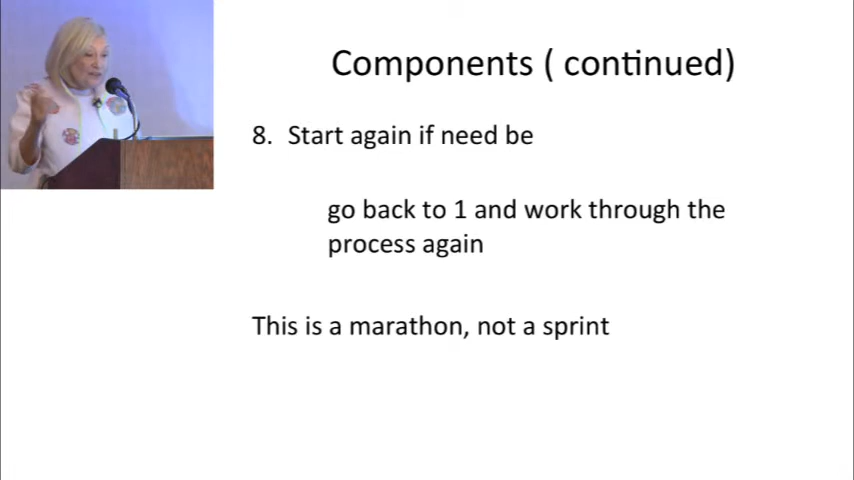 Components ( continued)
8. Start again if need be
go back to 1 and work through the
process again
This is a marathon, not a sprint